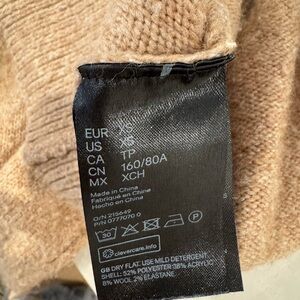 EUR XS
US XS
CA TP
CN 160/80A
MX XCH
Made in China
Fabriqué en Chine
Hecho en China
O/N 215649
P/N 0777070 0
30 P
clevercare.info
GB DRY FLAT. USE MILD DETERGENT.
SHELL: 52% POLYESTER 38% ACRYLIC
8% WOOL 2% ELASTANE